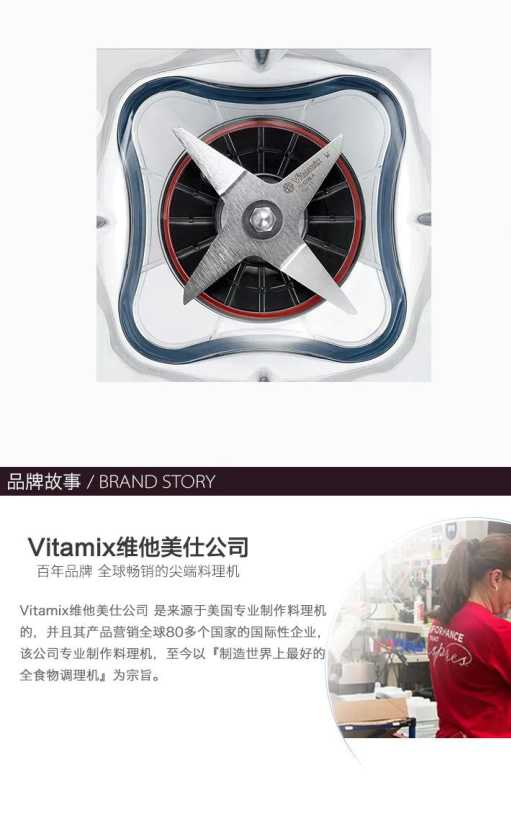 Vitamix
品牌故事 / BRAND STORY
Vitamix维他美仕公司
百年品牌 全球畅销的尖端料理机
Vitamix维他美仕公司 是来源于美国专业制作料理机
的，并且其产品营销全球80多个国家的国际性企业，
该公司专业制作料理机，至今以『制造世界上最好的
全食物调理机』为宗旨。